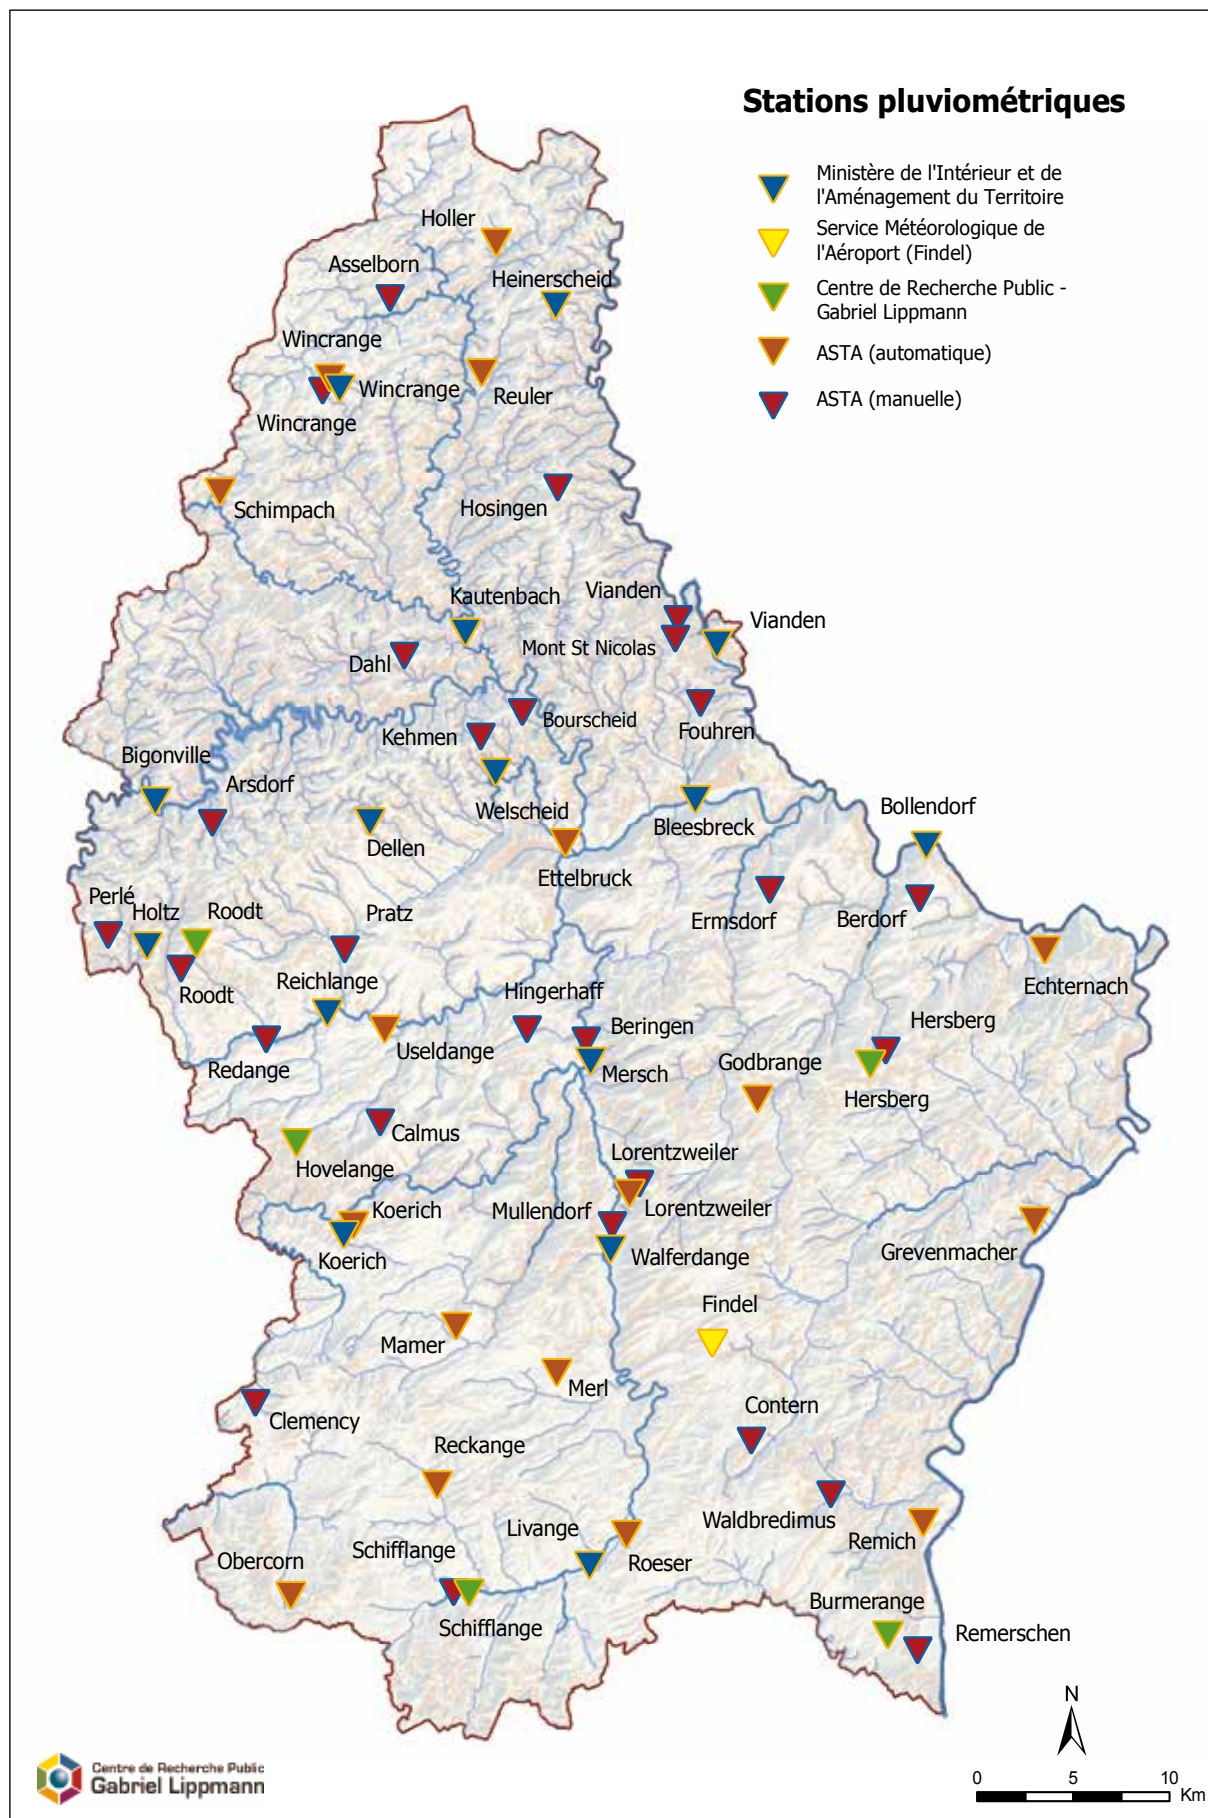 Stations pluviométriques
Ministère de l'Intérieur et de
l'Aménagement du Territoire
Service Météorologique de
l'Aéroport (Findel)
Centre de Recherche Public -
Gabriel Lippmann
ASTA (automatique)
ASTA (manuelle)
Holler
Asselborn
Heinerscheid
Wincrange
Wincrange
Reuler
Wincrange
Schimpach
Hosingen
Vianden
Kautenbach
Vianden
Mont St Nicolas
Dahl
Bourscheid
Fouhren
Kehmen
Bigonville
Arsdorf
Welscheid
Bleesbreck
Bollendorf
Dellen
Ettelbruck
Perlé
Holtz
Roodt
Pratz
Ermsdorf
Berdorf
Echternach
Reichlange
Roodt
Hingerhaff
Hersberg
Beringen
Useldange
Redange
Godbrange
Mersch
Hersberg
Calmus
Lorentzweiler
Hovelange
Koerich
Mullendorf
Lorentzweiler
Grevenmacher
Koerich
Walferdange
Findel
Mamer
Merl
Contern
Clemency
Reckange
Waldbredimus
Livange
Remich
Schifflange
Obercorn
Roeser
Burmerange
Schifflange
Remerschen
N
Centre de Recherche Public
Gabriel Lippmann
0 5 10
Km